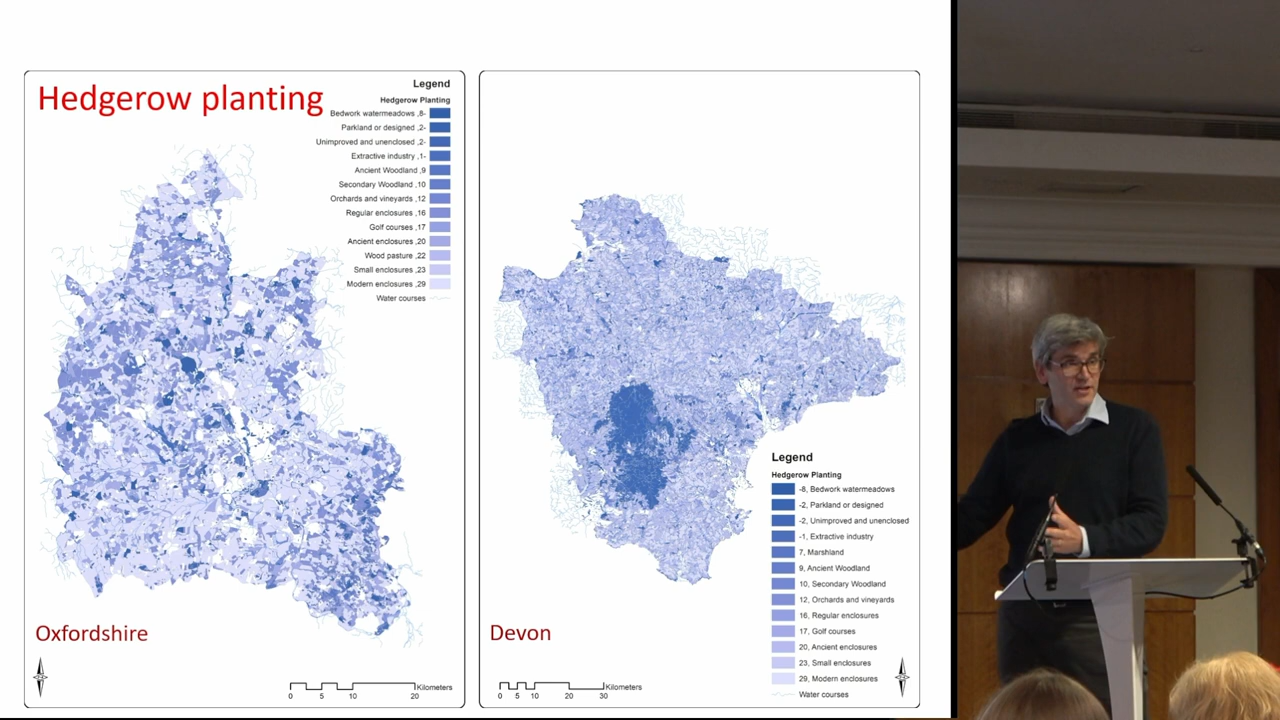 Hedgerow planting
Legend
Hedgerow Planting
Bedwork watermeadows ,8-
Parkland or designed ,2-
Unimproved and unenclosed ,2-
Extractive industry ,1-
Ancient Woodland ,9
Secondary Woodland ,10
Orchards and vineyards ,12
Regular enclosures ,16
Golf courses ,17
Ancient enclosures ,20
Wood pasture ,22
Small enclosures ,23
Modern enclosures ,29
Water courses
Oxfordshire
0 5 10 20
Kilometers
Devon
0 5 10 20 30
Kilometers
Legend
Hedgerow Planting
-8, Bedwork watermeadows
-2, Parkland or designed
-2, Unimproved and unenclosed
-1, Extractive industry
7, Marshland
9, Ancient Woodland
10, Secondary Woodland
12, Orchards and vineyards
16, Regular enclosures
17, Golf courses
20, Ancient enclosures
23, Small enclosures
29, Modern enclosures
Water courses